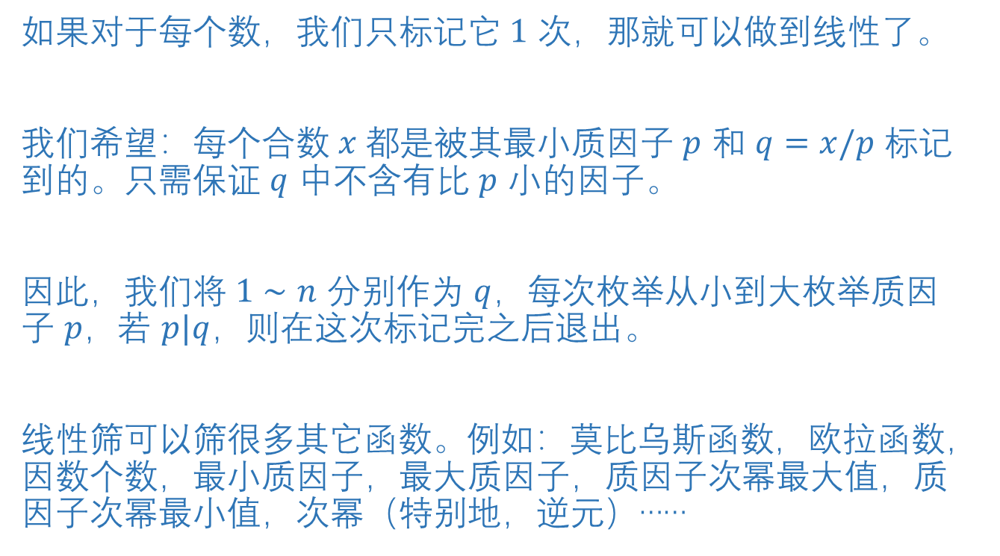 如果对于每个数，我们只标记它 1 次，那就可以做到线性了。
我们希望：每个合数 x 都是被其最小质因子 p 和 q = x/p 标记
到的。只需保证 q 中不含有比 p 小的因子。
因此，我们将 1 ~ n 分别作为 q，每次枚举从小到大枚举质因
子 p，若 p|q，则在这次标记完之后退出。
线性筛可以筛很多其它函数。例如：莫比乌斯函数，欧拉函数，
因数个数，最小质因子，最大质因子，质因子次幂最大值，质
因子次幂最小值，次幂（特别地，逆元）……